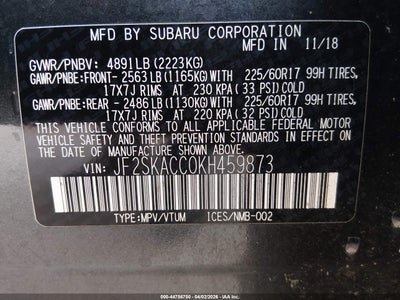 MFD BY SUBARU CORPORATION
MFD IN 11/18
GVWR/PNBV: 4891LB (2223KG)
GAWR/PNBE:FRONT- 2563 LB (1165KG)WITH 225/60R17 99H TIRES,
17X7J RIMS AT 230 KPA (33 PSI)COLD
GAWR/PNBE:REAR - 2486 LB (1130KG)WITH 225/60R17 99H TIRES,
17X7J RIMS AT 220 KPA (32 PSI)COLD
THIS VEHICLE CONFORMS TO ALL APPLICABLE
FEDERAL MOTOR VEHICLE SAFETY STANDARDS
IN EFFECT ON THE DATE OF
MANUFACTURE SHOWN ABOVE.
VIN: JF2SKACC0KH459873
TYPE:MPV/VTUM ICES/NMB-002
000-44756750 - 04/02/2026 - IAA Inc.